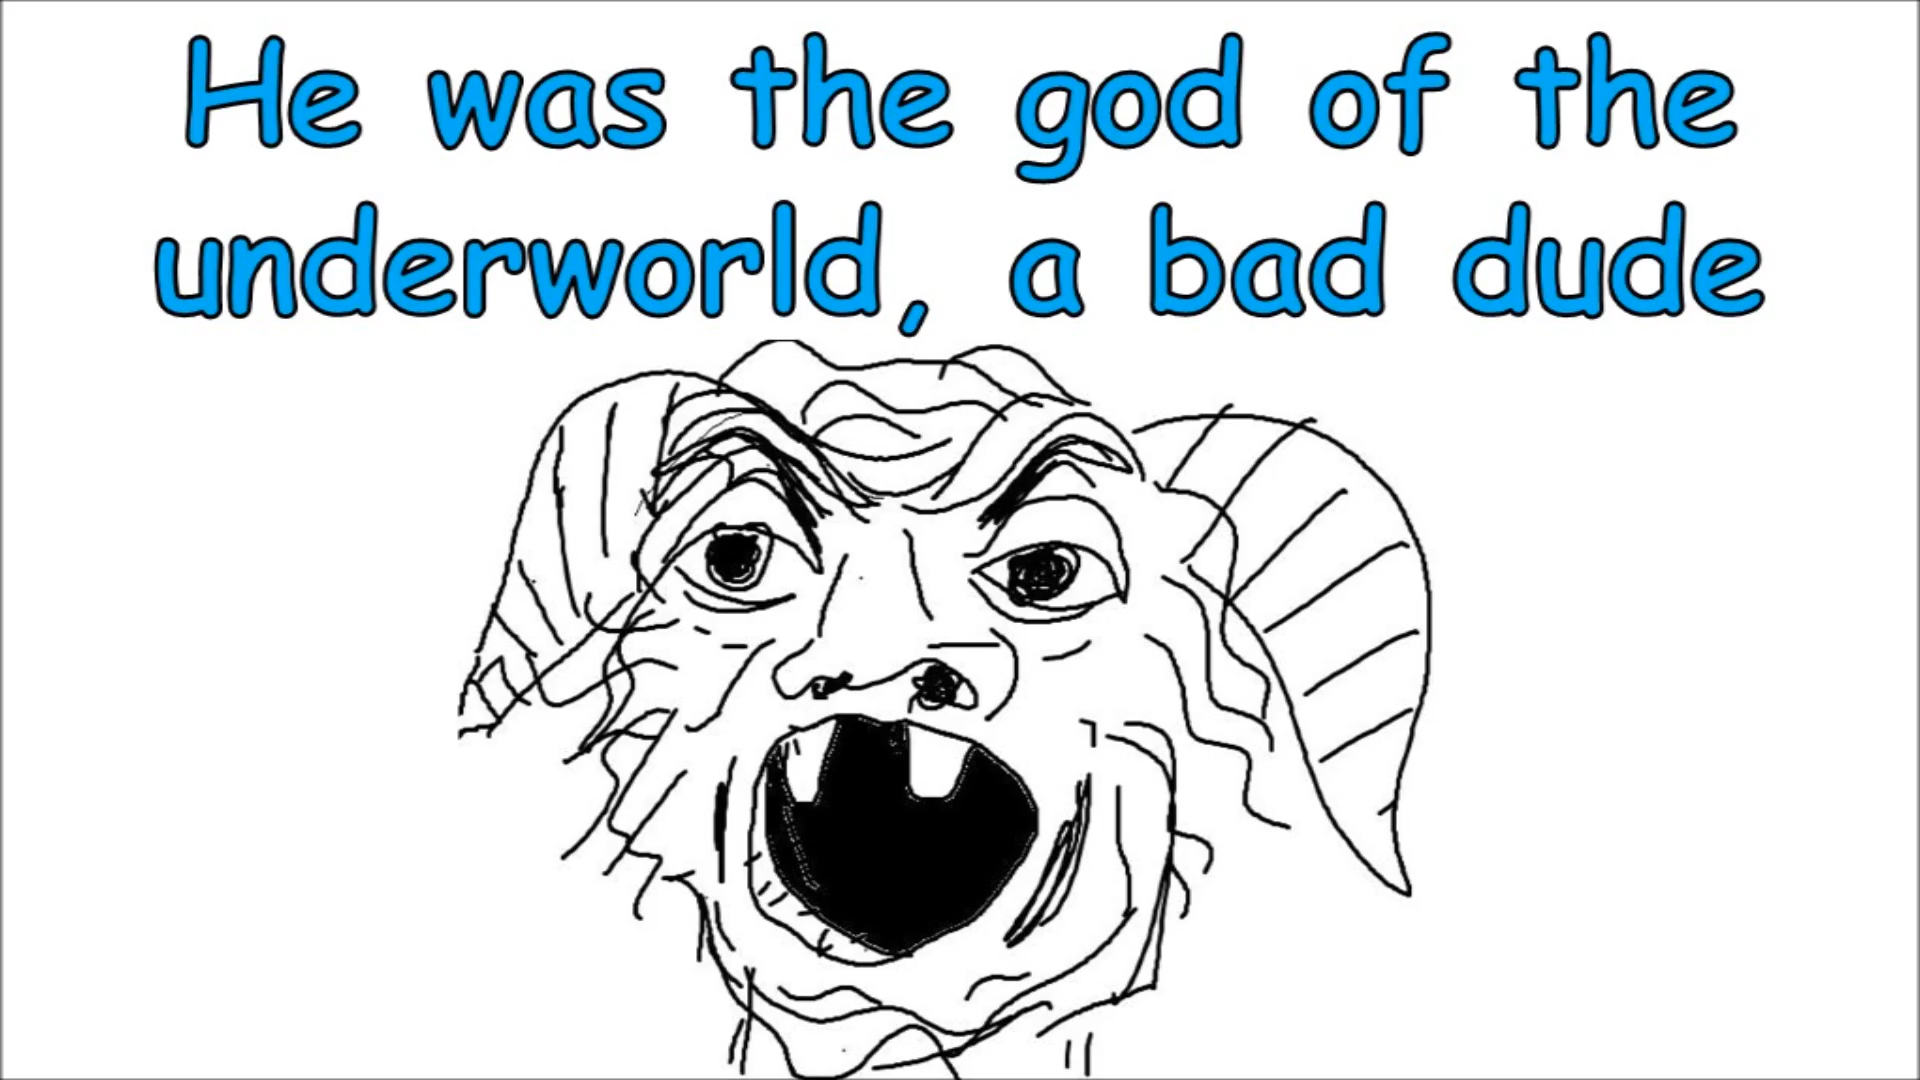 He was the god of the
underworld, a bad dude